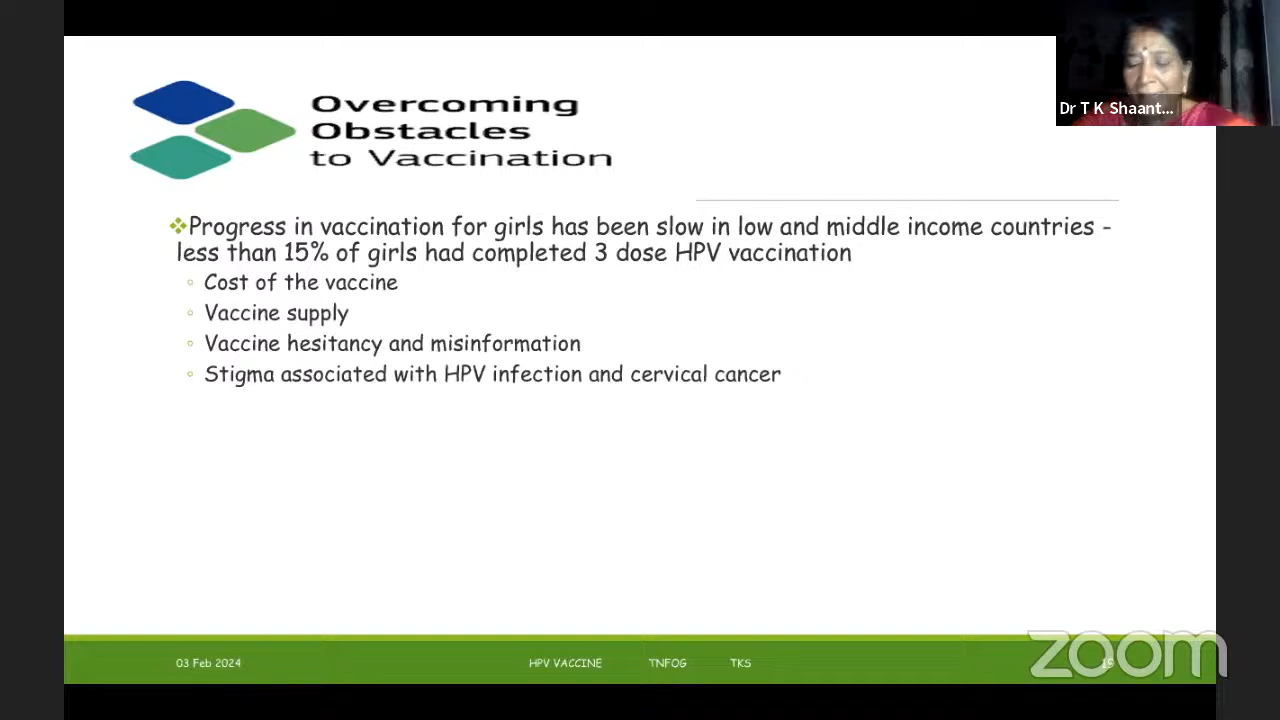 Dr T K Shaant...
Overcoming
Obstacles
to Vaccination
Progress in vaccination for girls has been slow in low and middle income countries -
less than 15% of girls had completed 3 dose HPV vaccination
Cost of the vaccine
Vaccine supply
Vaccine hesitancy and misinformation
Stigma associated with HPV infection and cervical cancer
03 Feb 2024 HPV VACCINE TNFOG TKS
zoom